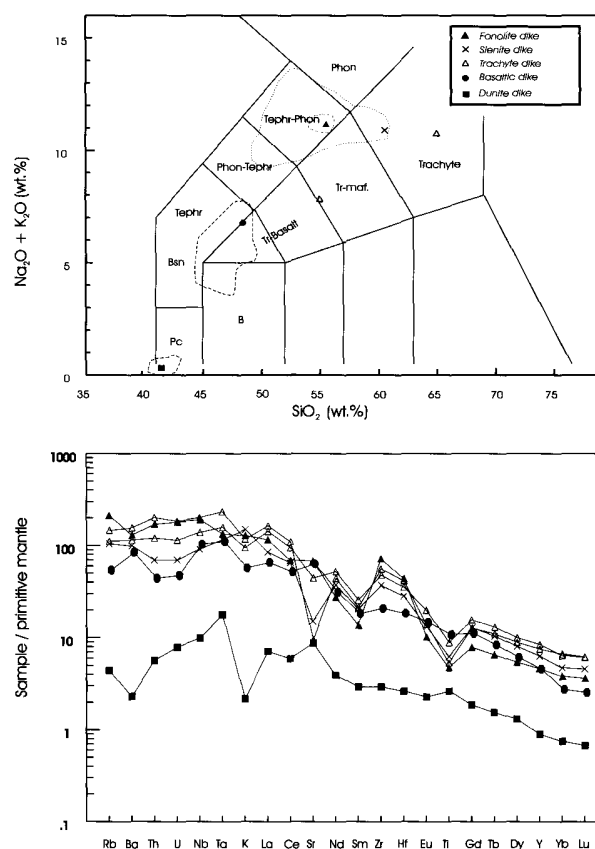 16
15
10
5
0
Na2O + K2O (wt.%)
35
40
45
50
55
60
65
70
75
SiO2 (wt.%)
Phon
Tephr-Phon
Phon-Tephr
Tephr
Tr-Basalt
Tr-maf.
Trachyte
Bsn
B
Pc
Fonolite dike
Sienite dike
Trachyte dike
Basaltic dike
Dunite dike
1000
100
10
1
.1
Sample / primitive mantle
Rb Ba Th U Nb Ta K La Ce Sr Nd Sm Zr Hf Eu Ti Gd Tb Dy Y Yb Lu